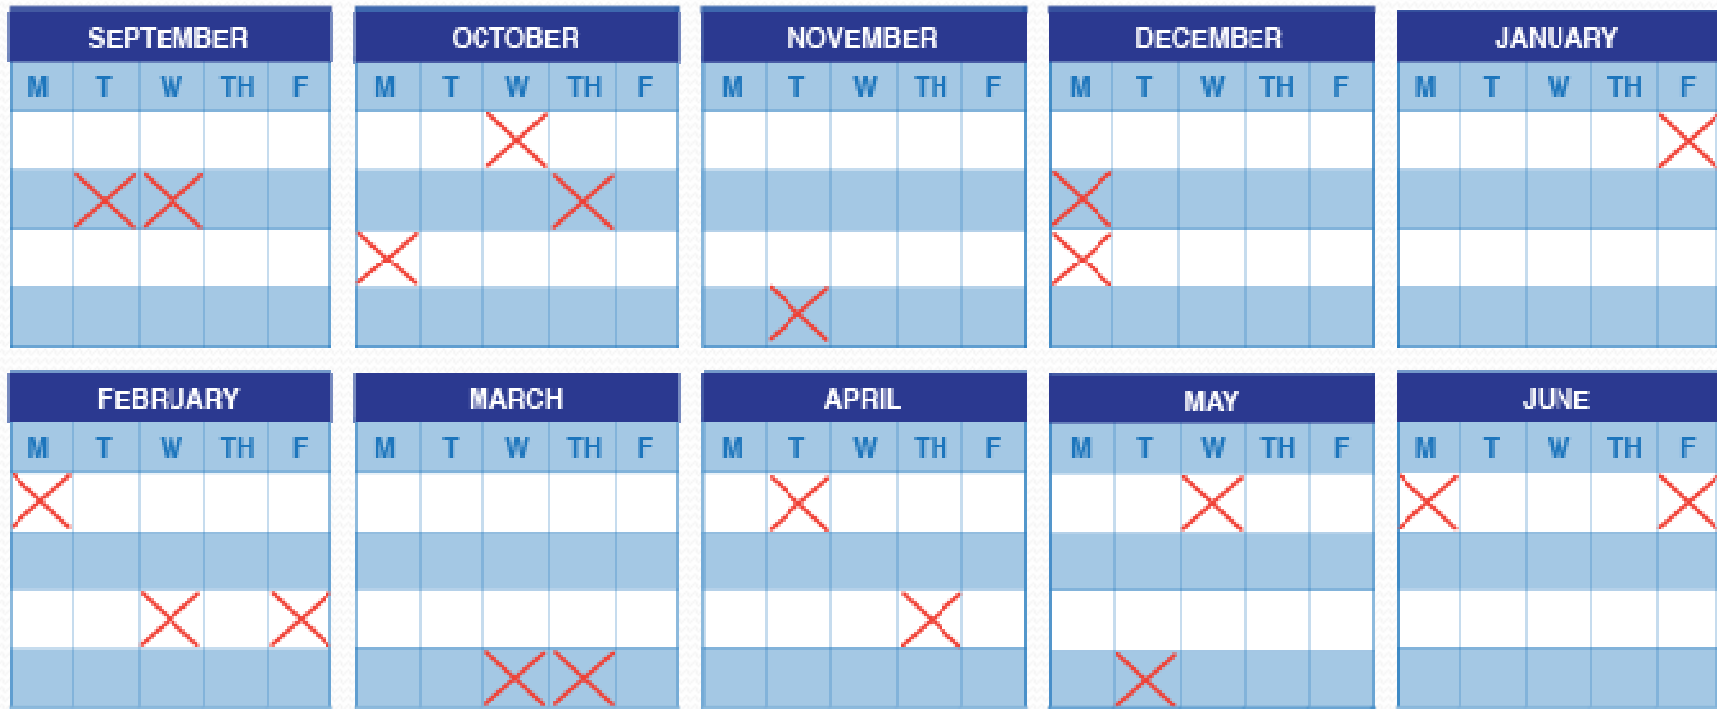 SEPTEMBER OCTOBER NOVEMBER DECEMBER JANUARY
M T W TH F M T W TH F M T W TH F M T W TH F M T W TH F
FEBRUARY MARCH APRIL MAY JUNE
M T W TH F M T W TH F M T W TH F M T W TH F M T W TH F